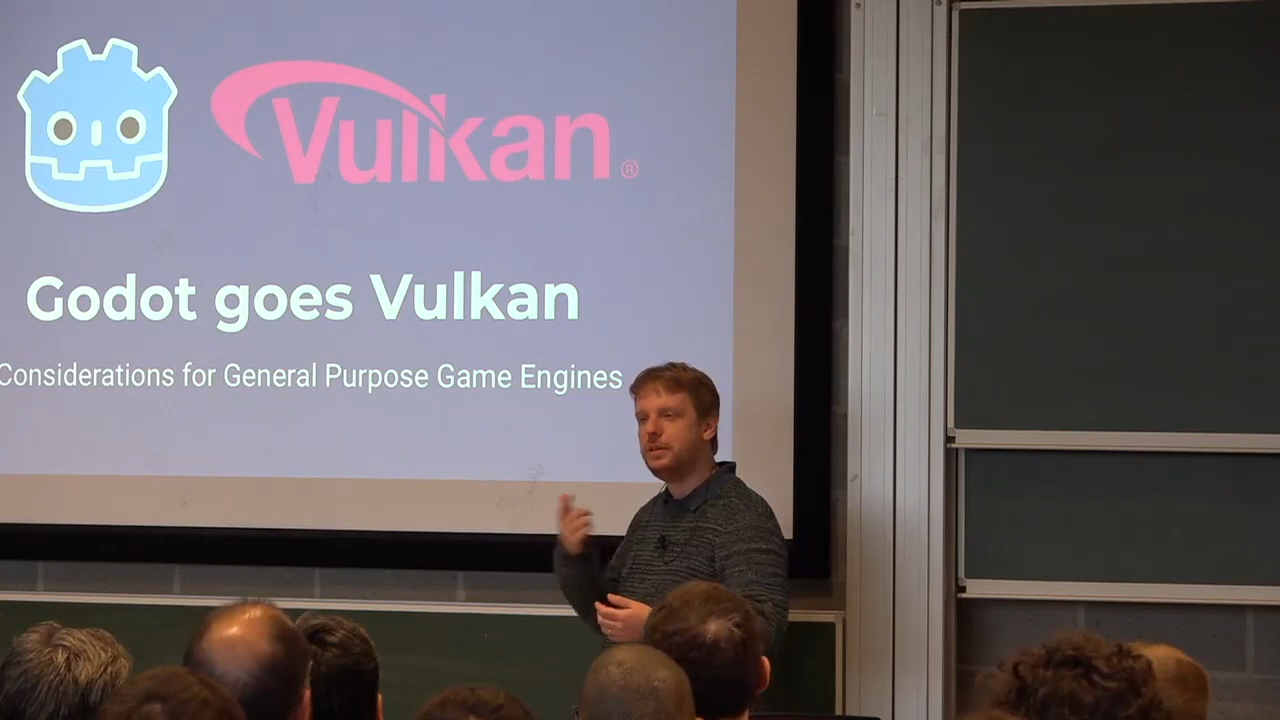 Vulkan®
Godot goes Vulkan
Considerations for General Purpose Game Engines